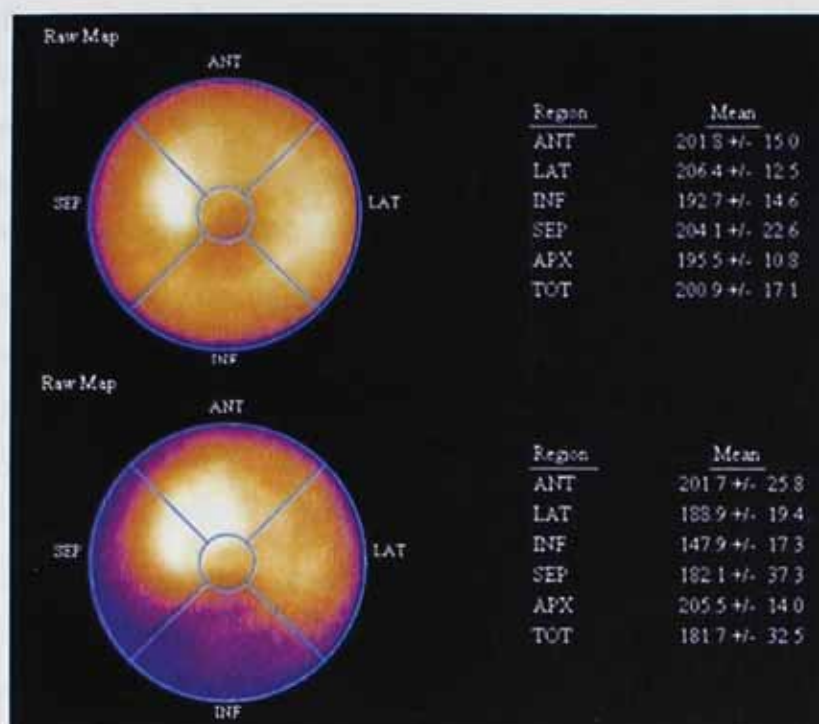 Raw Map
ANT
SEP
LAT
INF
Region Mean
ANT 201.8 +/- 15.0
LAT 206.4 +/- 12.5
INF 192.7 +/- 14.6
SEP 204.1 +/- 22.6
APX 195.5 +/- 10.8
TOT 200.9 +/- 17.1
Raw Map
ANT
SEP
LAT
INF
Region Mean
ANT 201.7 +/- 25.8
LAT 188.9 +/- 19.4
INF 147.9 +/- 17.3
SEP 182.1 +/- 37.3
APX 205.5 +/- 14.0
TOT 181.7 +/- 32.5